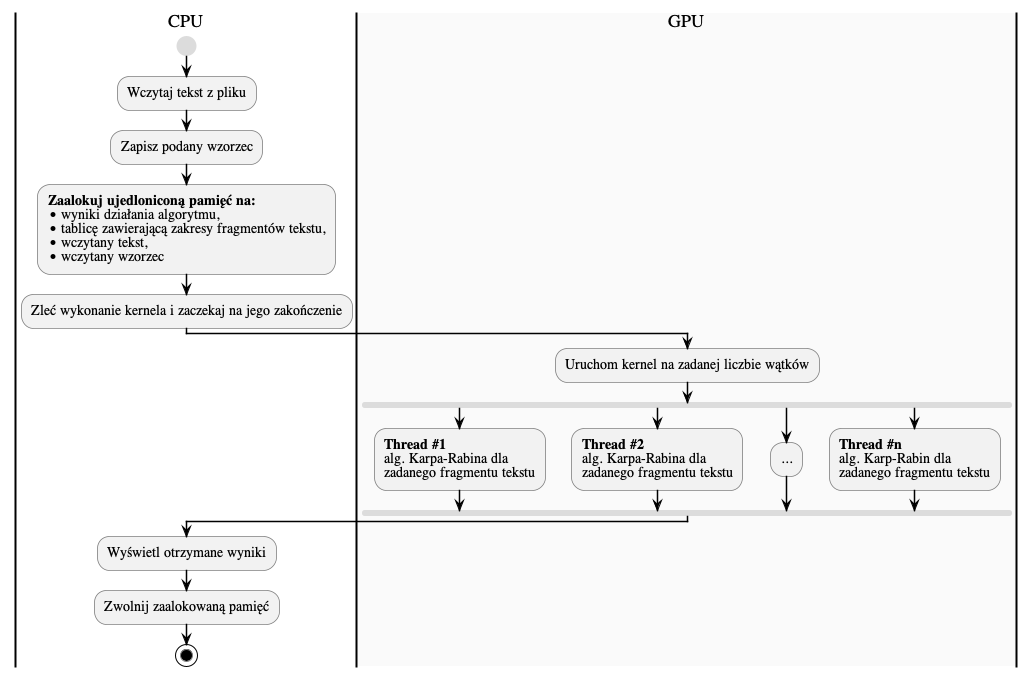 CPU
GPU
Wczytaj tekst z pliku
Zapisz podany wzorzec
Zaalokuj ujedloniconą pamięć na:
• wyniki działania algorytmu,
• tablicę zawierającą zakresy fragmentów tekstu,
• wczytany tekst,
• wczytany wzorzec
Zleć wykonanie kernela i zaczekaj na jego zakończenie
Uruchom kernel na zadanej liczbie wątków
Thread #1
alg. Karpa-Rabina dla
zadanego fragmentu tekstu
Thread #2
alg. Karpa-Rabina dla
zadanego fragmentu tekstu
...
Thread #n
alg. Karp-Rabin dla
zadanego fragmentu tekstu
Wyświetl otrzymane wyniki
Zwolnij zaalokowaną pamięć